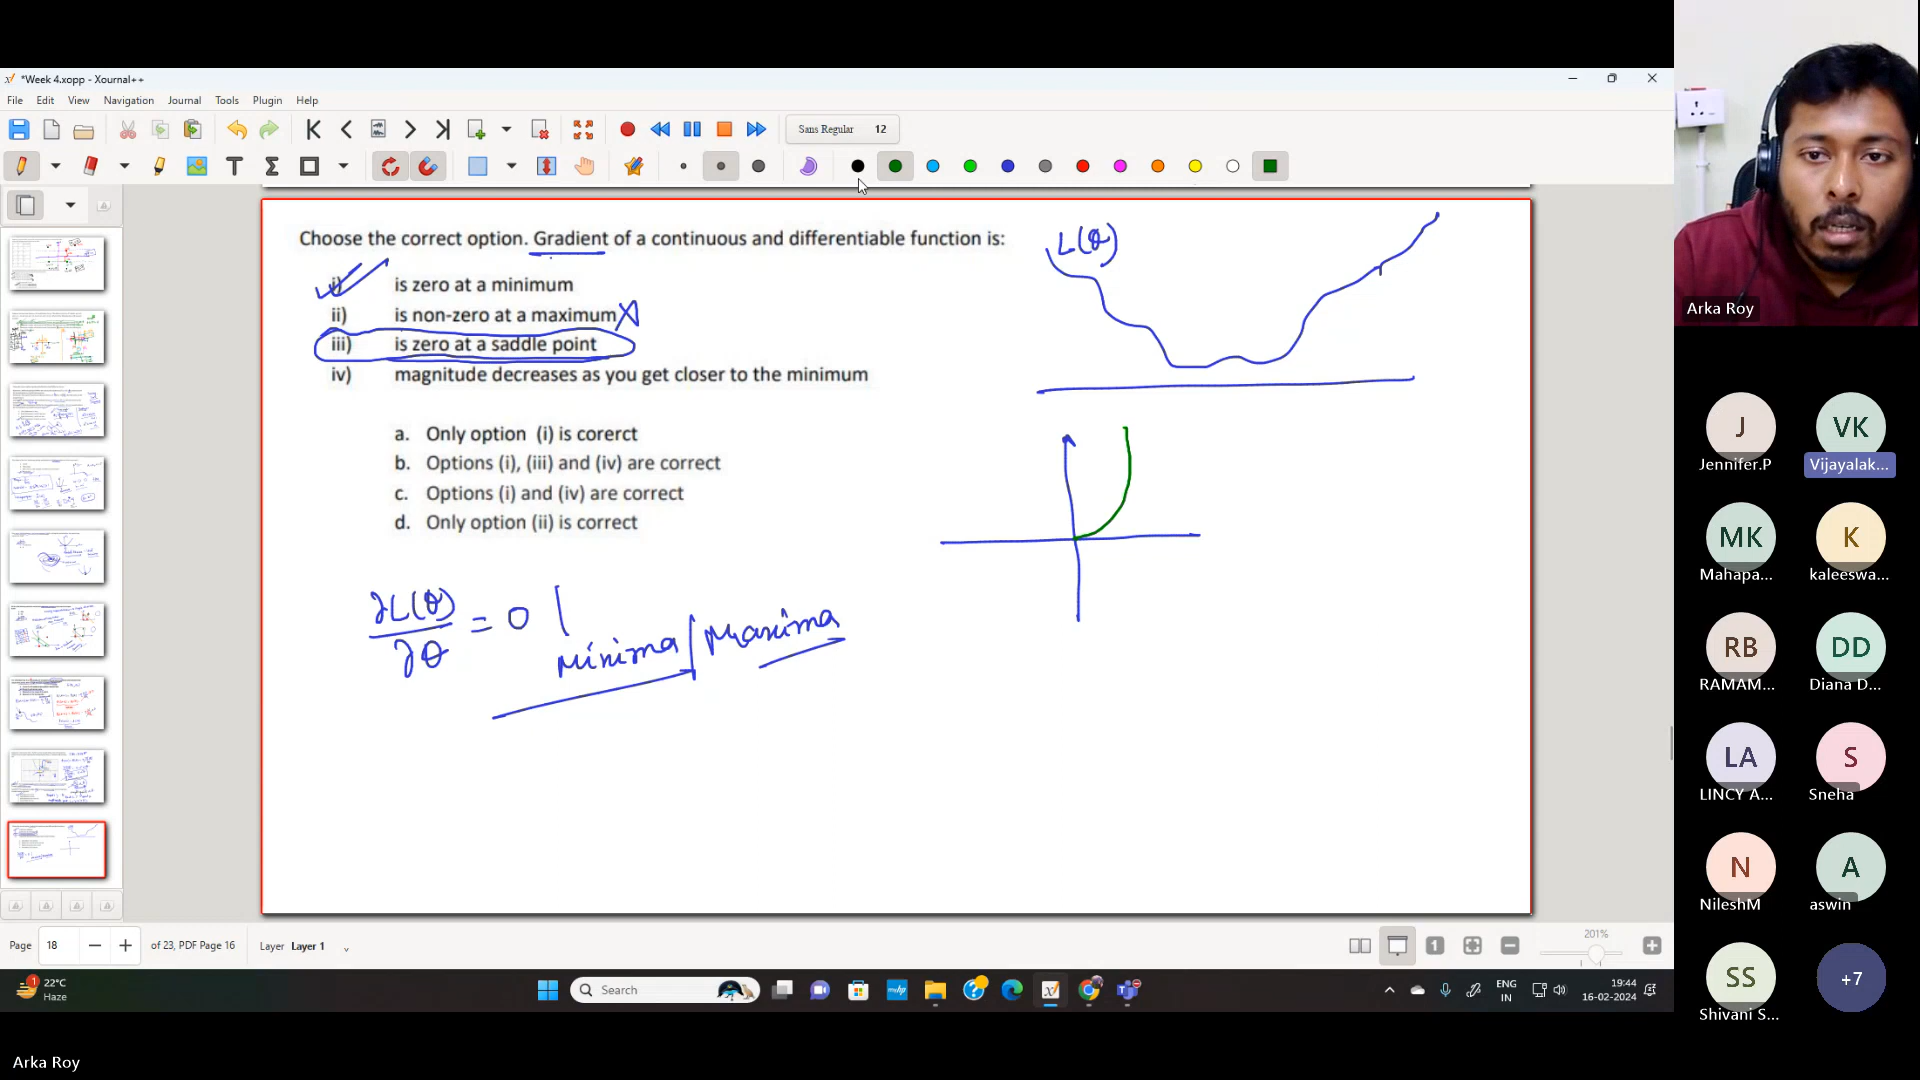 *Week 4.xopp - Xournal++
File Edit View Navigation Journal Tools Plugin Help
Sans Regular 12
Choose the correct option. Gradient of a continuous and differentiable function is:
i) is zero at a minimum
ii) is non-zero at a maximum X
iii) is zero at a saddle point
iv) magnitude decreases as you get closer to the minimum
a. Only option (i) is corerct
b. Options (i), (iii) and (iv) are correct
c. Options (i) and (iv) are correct
d. Only option (ii) is correct
L(θ)
∂L(θ)
∂θ
= 0 |
Minima | Maxima
Arka Roy
J
Jennifer.P
VK
Vijayalak...
MK
Mahapa...
K
kaleeswa...
RB
RAMAM...
DD
Diana D...
LA
LINCY A...
S
Sneha
N
NileshM
A
aswin
SS
Shivani S...
+7
Page 18 of 23, PDF Page 16 Layer Layer 1
201%
1
22°C
Haze
Search
ENG
IN
19:44
16-02-2024
Arka Roy